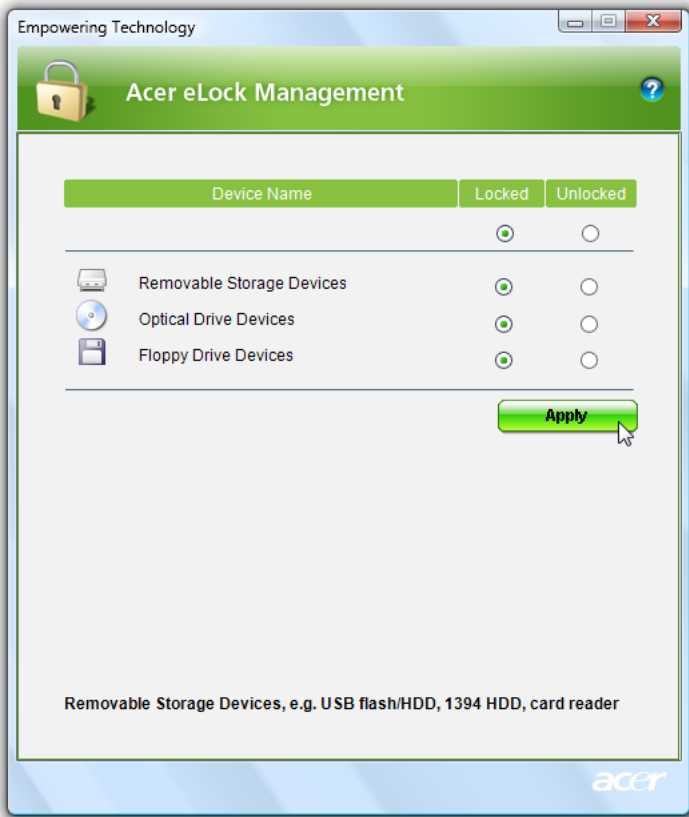 Empowering Technology
Acer eLock Management
?
Device Name Locked Unlocked
Removable Storage Devices
Optical Drive Devices
Floppy Drive Devices
Apply
Removable Storage Devices, e.g. USB flash/HDD, 1394 HDD, card reader
acer